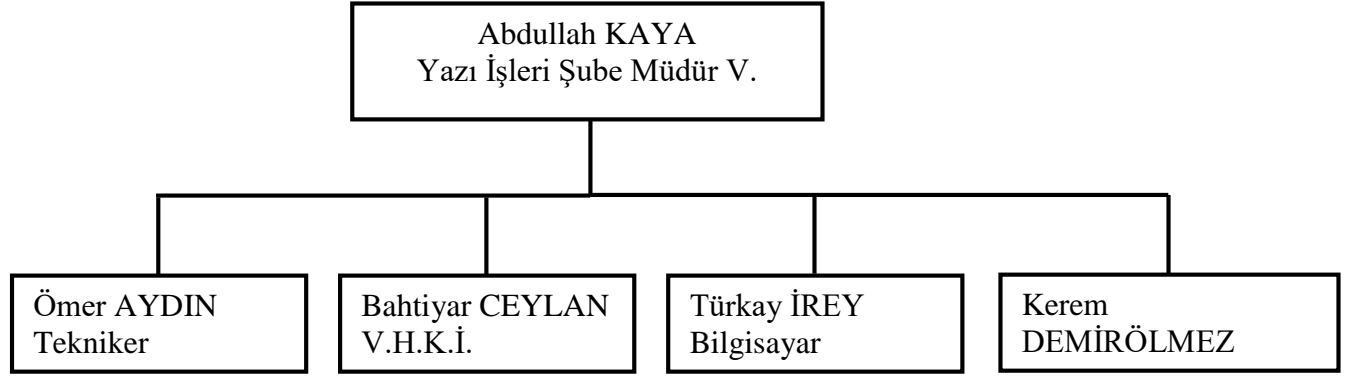 Abdullah KAYA
Yazı İşleri Şube Müdür V.
Ömer AYDIN
Tekniker
Bahtiyar CEYLAN
V.H.K.İ.
Türkay İREY
Bilgisayar
Kerem
DEMİRÖLMEZ